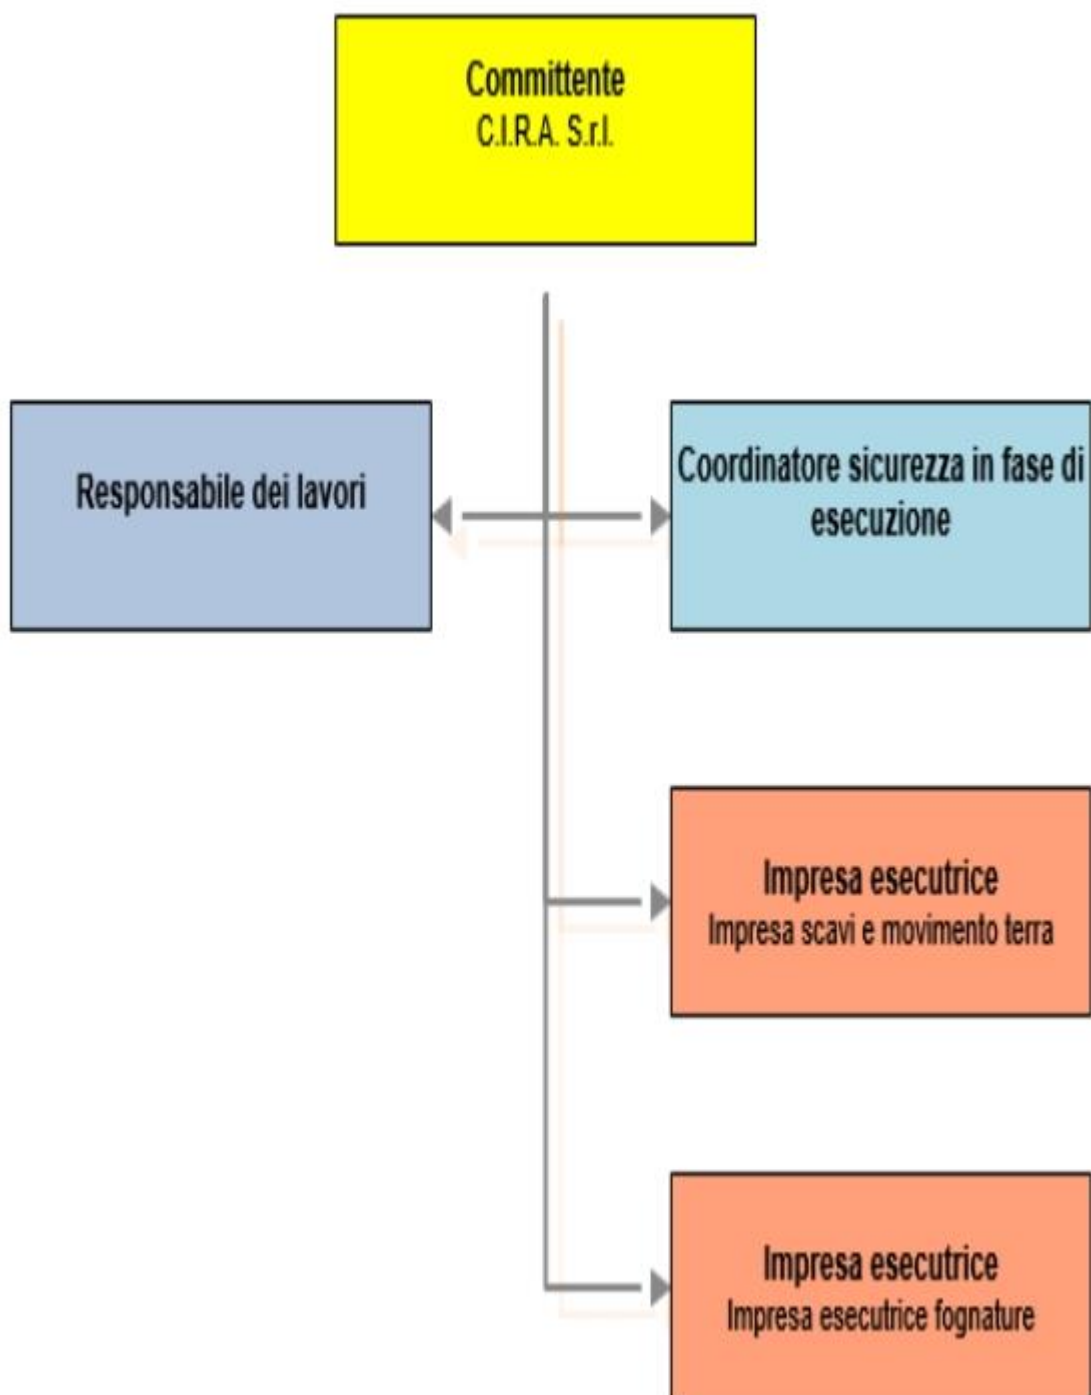 Committente
C.I.R.A. S.r.l.
Responsabile dei lavori
Coordinatore sicurezza in fase di
esecuzione
Impresa esecutrice
Impresa scavi e movimento terra
Impresa esecutrice
Impresa esecutrice fognature